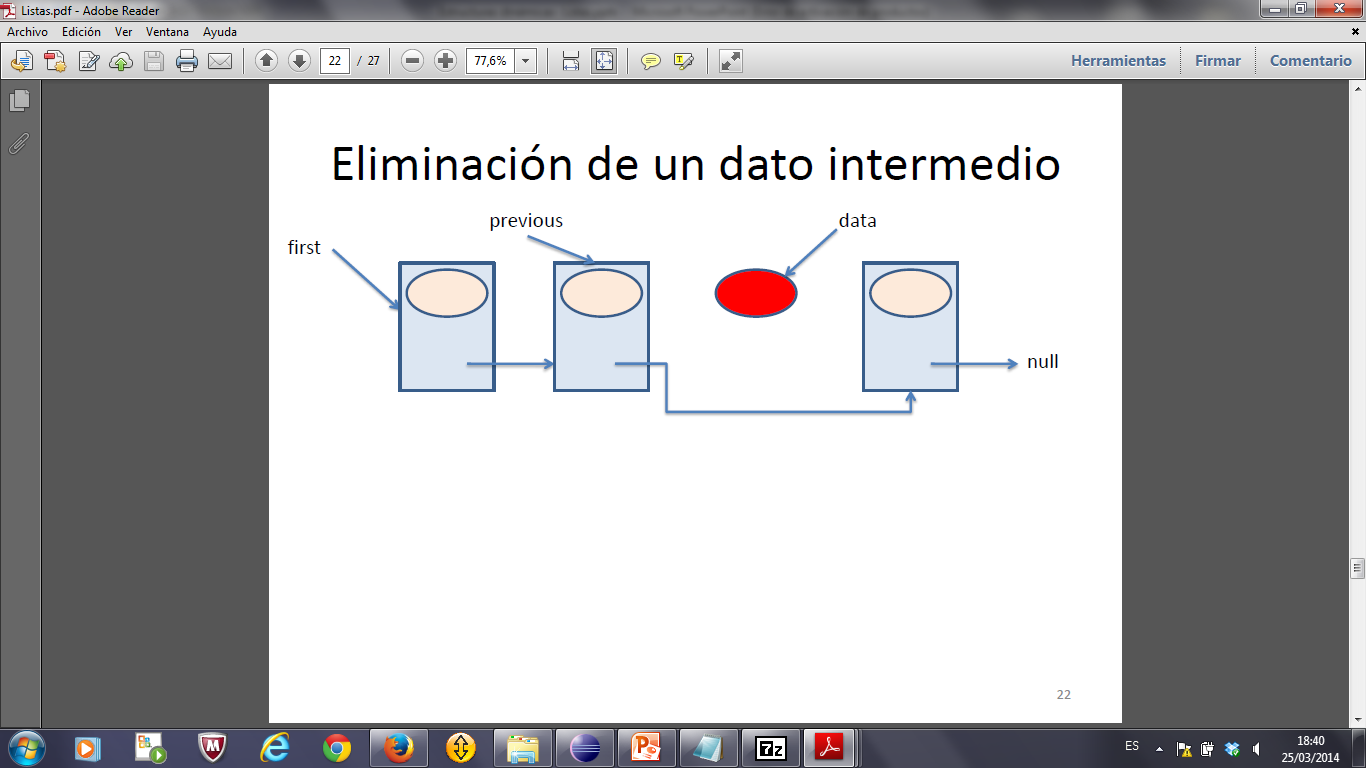 Listas.pdf - Adobe Reader
Archivo Edición Ver Ventana Ayuda
22 / 27 77,6% Herramientas Firmar Comentario
Eliminación de un dato intermedio
previous data
first
null
22
ES 18:40
25/03/2014